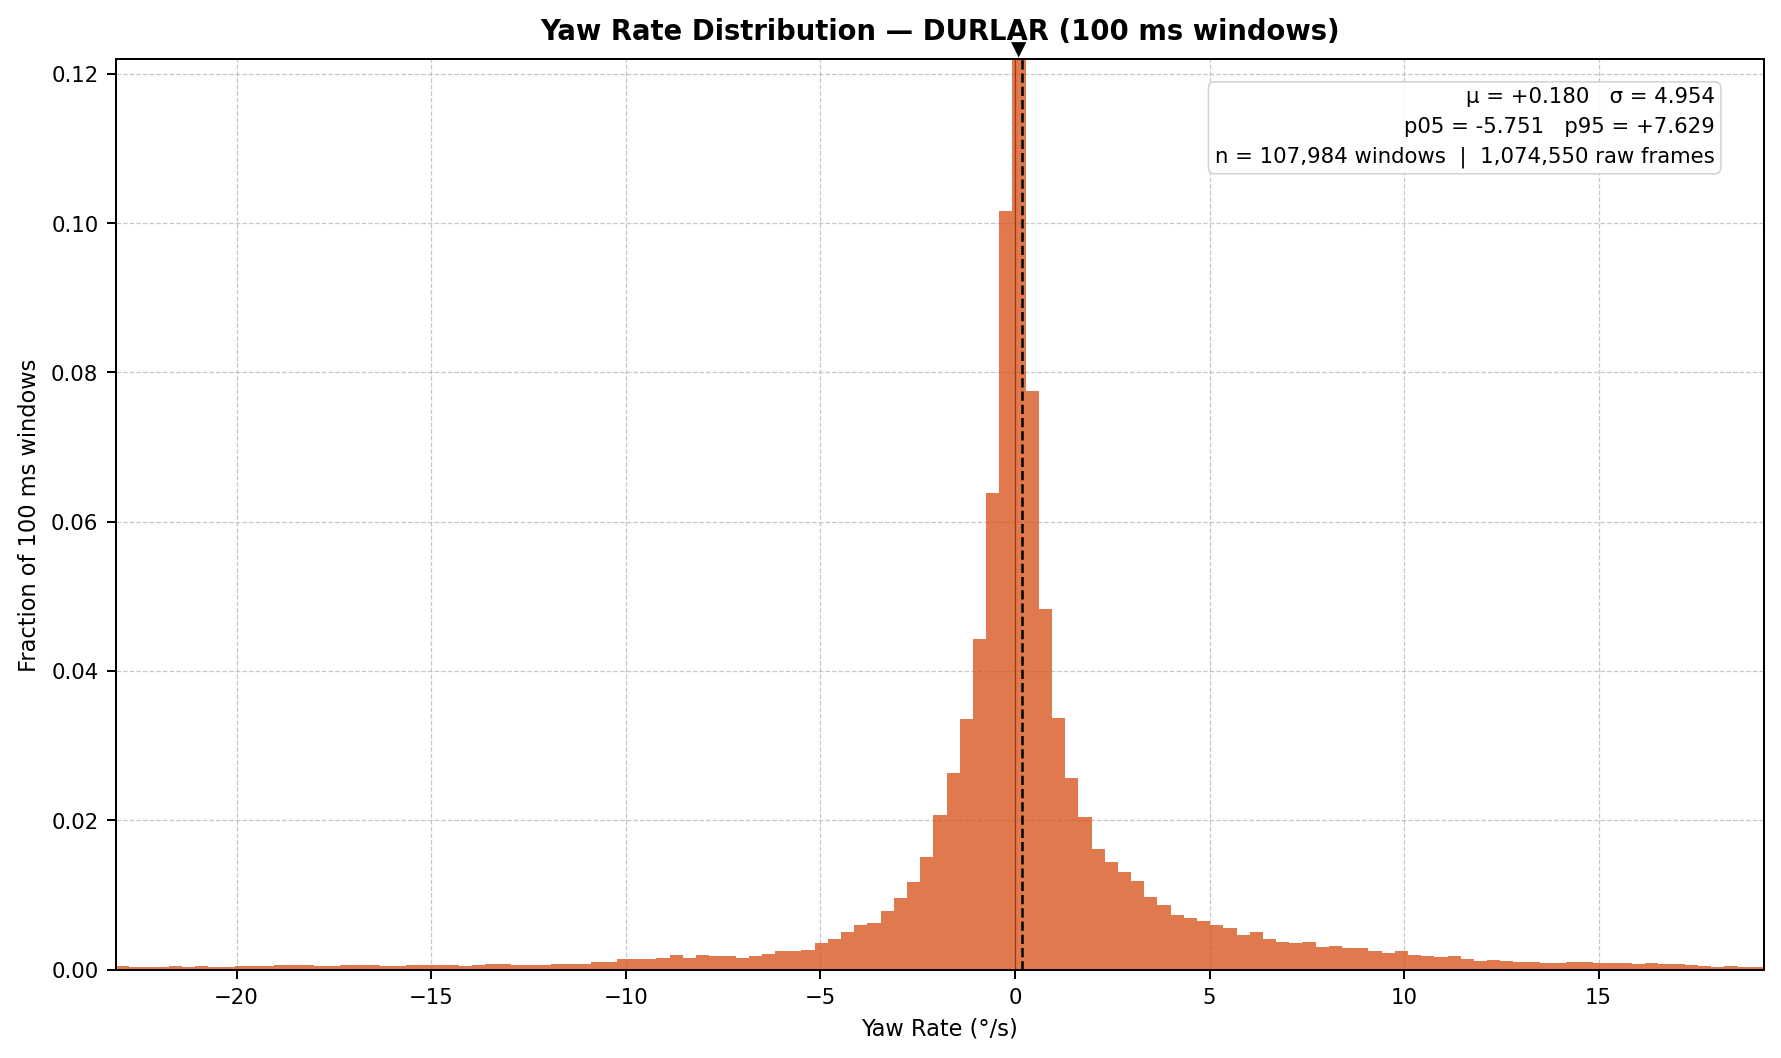 Yaw Rate Distribution — DURLAR (100 ms windows)
μ = +0.180   σ = 4.954
p05 = -5.751   p95 = +7.629
n = 107,984 windows  |  1,074,550 raw frames
Fraction of 100 ms windows
0.12
0.10
0.08
0.06
0.04
0.02
0.00
−20 −15 −10 −5 0 5 10 15
Yaw Rate (°/s)